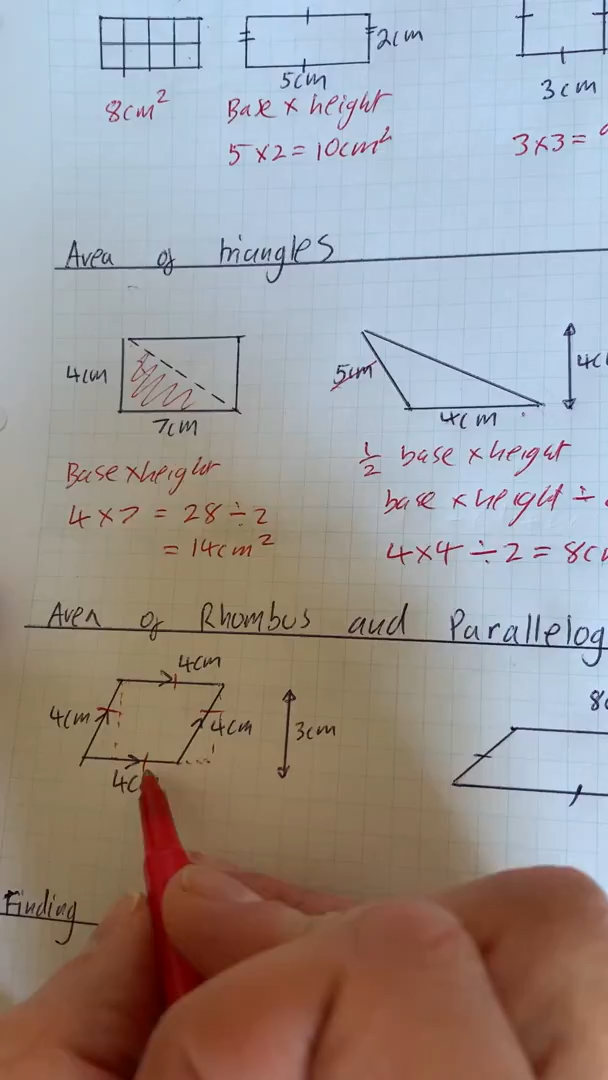 2cm
5cm
3cm
8cm²
Base x height
5 x 2 = 10cm²
3x3 =
Area of triangles
4cm
7cm
5cm
4cm
Base x height
4 x 7 = 28 ÷ 2
= 14cm²
½ base x height
base x height ÷
4x4 ÷ 2 = 8c
Area of Rhombus and Parallelog
4cm
4cm
4cm
3cm
Finding